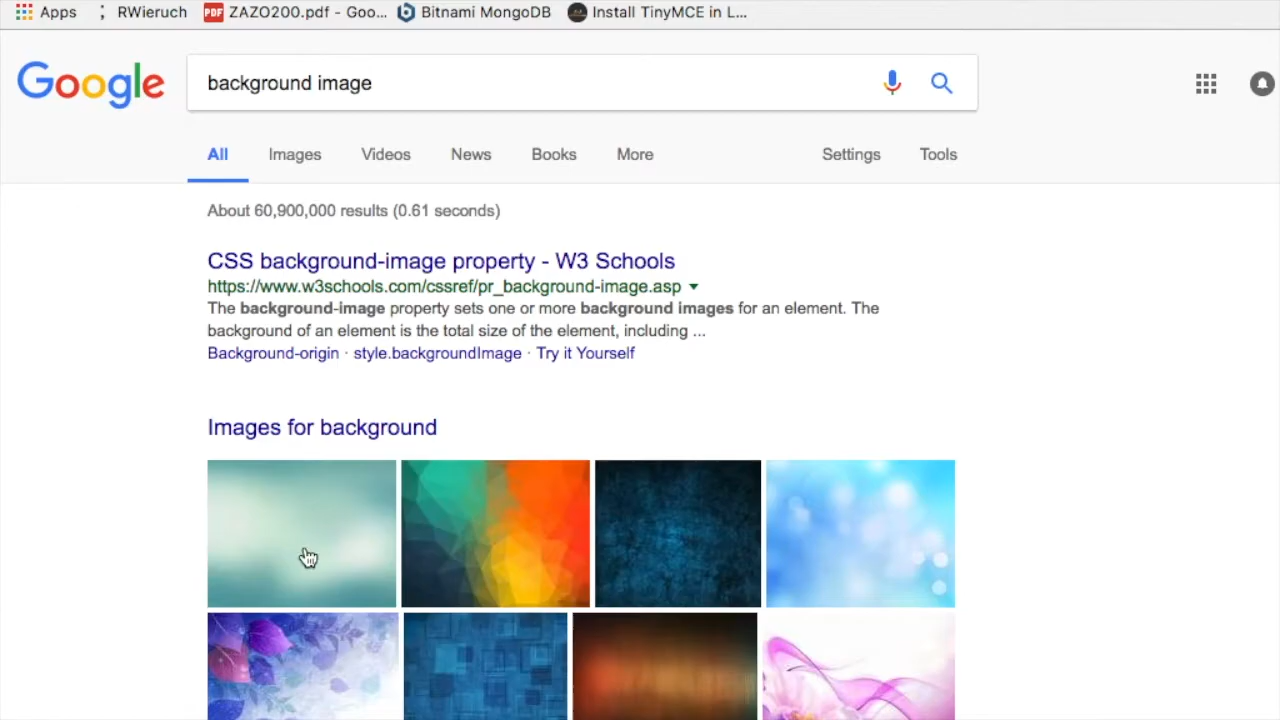 Apps RWieruch PDF ZAZO200.pdf - Goo... Bitnami MongoDB Install TinyMCE in L...
Google background image
All Images Videos News Books More Settings Tools
About 60,900,000 results (0.61 seconds)
CSS background-image property - W3 Schools
https://www.w3schools.com/cssref/pr_background-image.asp
The background-image property sets one or more background images for an element. The
background of an element is the total size of the element, including ...
Background-origin · style.backgroundImage · Try it Yourself
Images for background